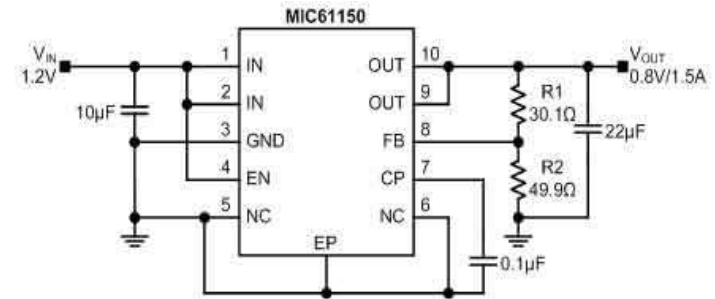 MIC61150
V_IN
1.2V
10µF
1 IN
2 IN
3 GND
4 EN
5 NC
EP
OUT 10
OUT 9
FB 8
CP 7
NC 6
R1
30.1Ω
R2
49.9Ω
22µF
0.1µF
V_OUT
0.8V/1.5A